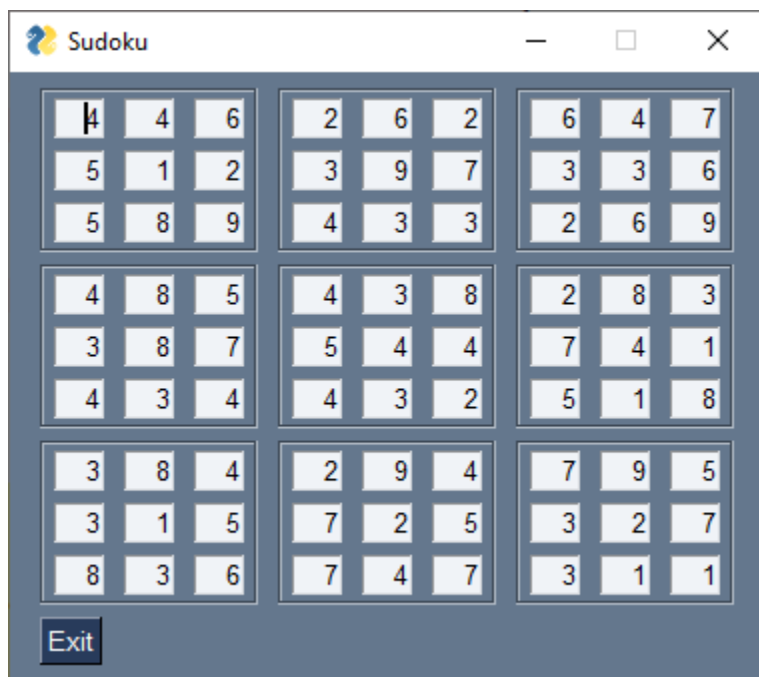 Sudoku
4 4 6 2 6 2 6 4 7
5 1 2 3 9 7 3 3 6
5 8 9 4 3 3 2 6 9
4 8 5 4 3 8 2 8 3
3 8 7 5 4 4 7 4 1
4 3 4 4 3 2 5 1 8
3 8 4 2 9 4 7 9 5
3 1 5 7 2 5 3 2 7
8 3 6 7 4 7 3 1 1
Exit